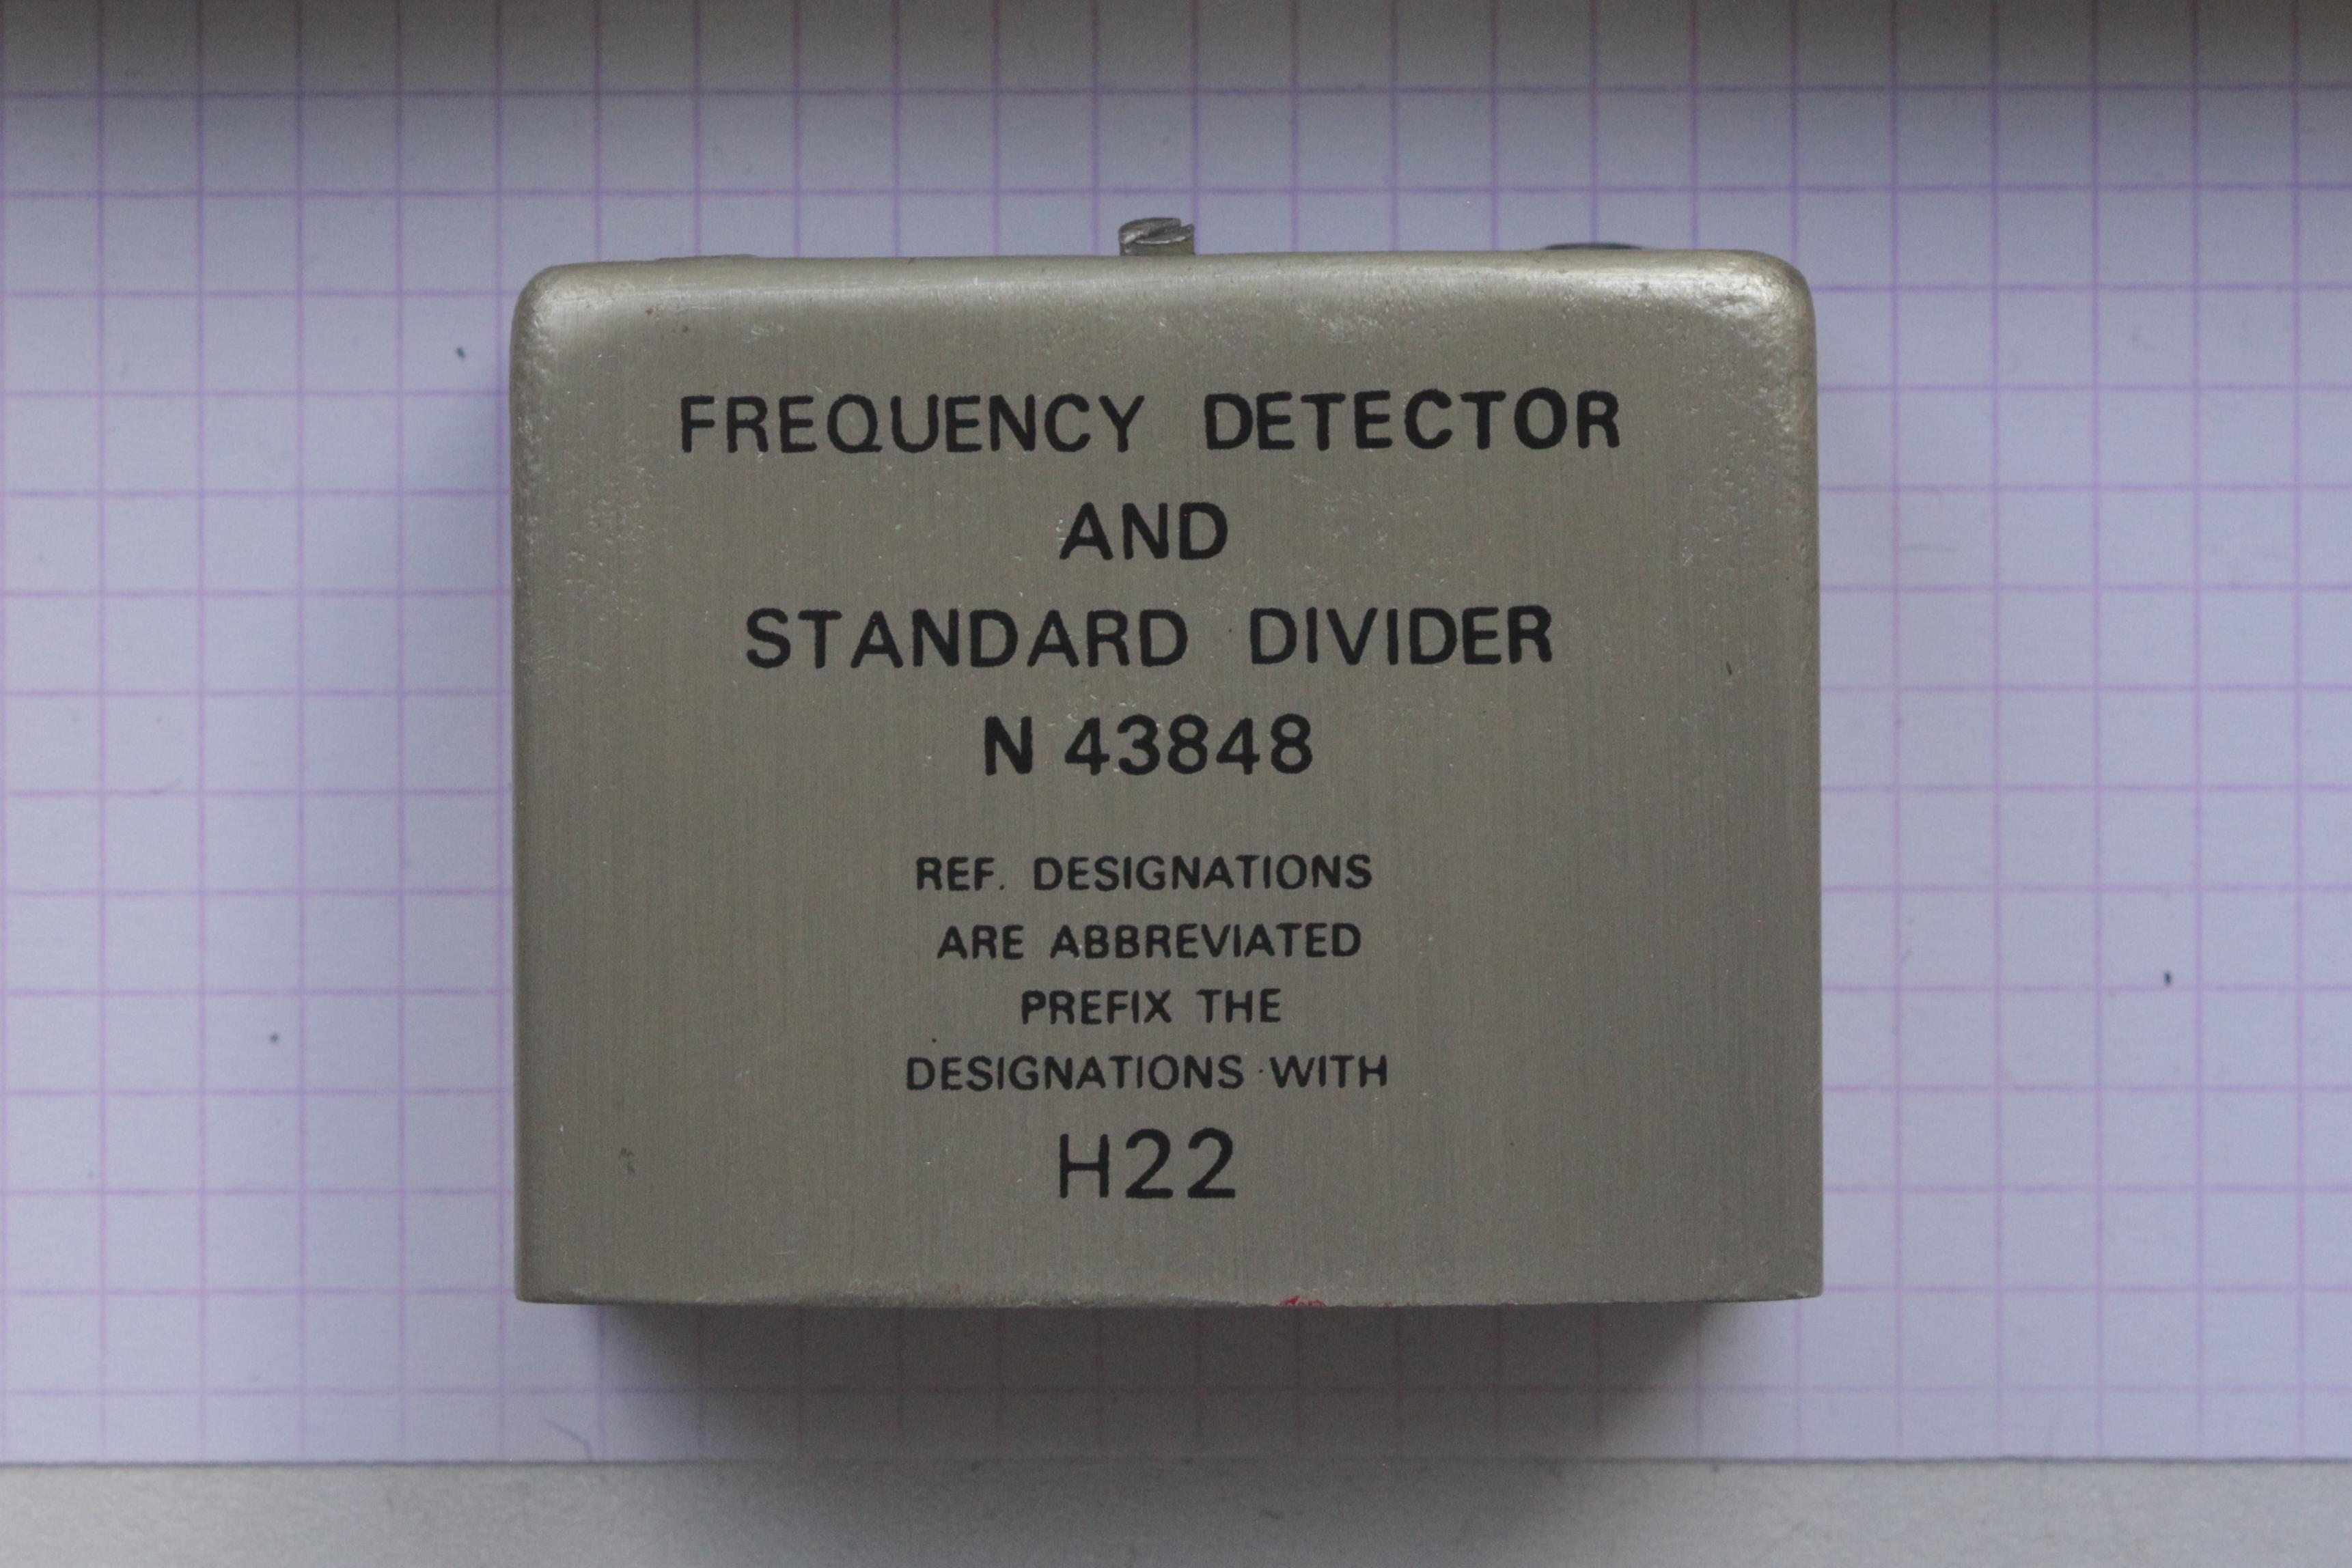 FREQUENCY DETECTOR
AND
STANDARD DIVIDER
N 43848
REF. DESIGNATIONS
ARE ABBREVIATED
PREFIX THE
DESIGNATIONS WITH
H22